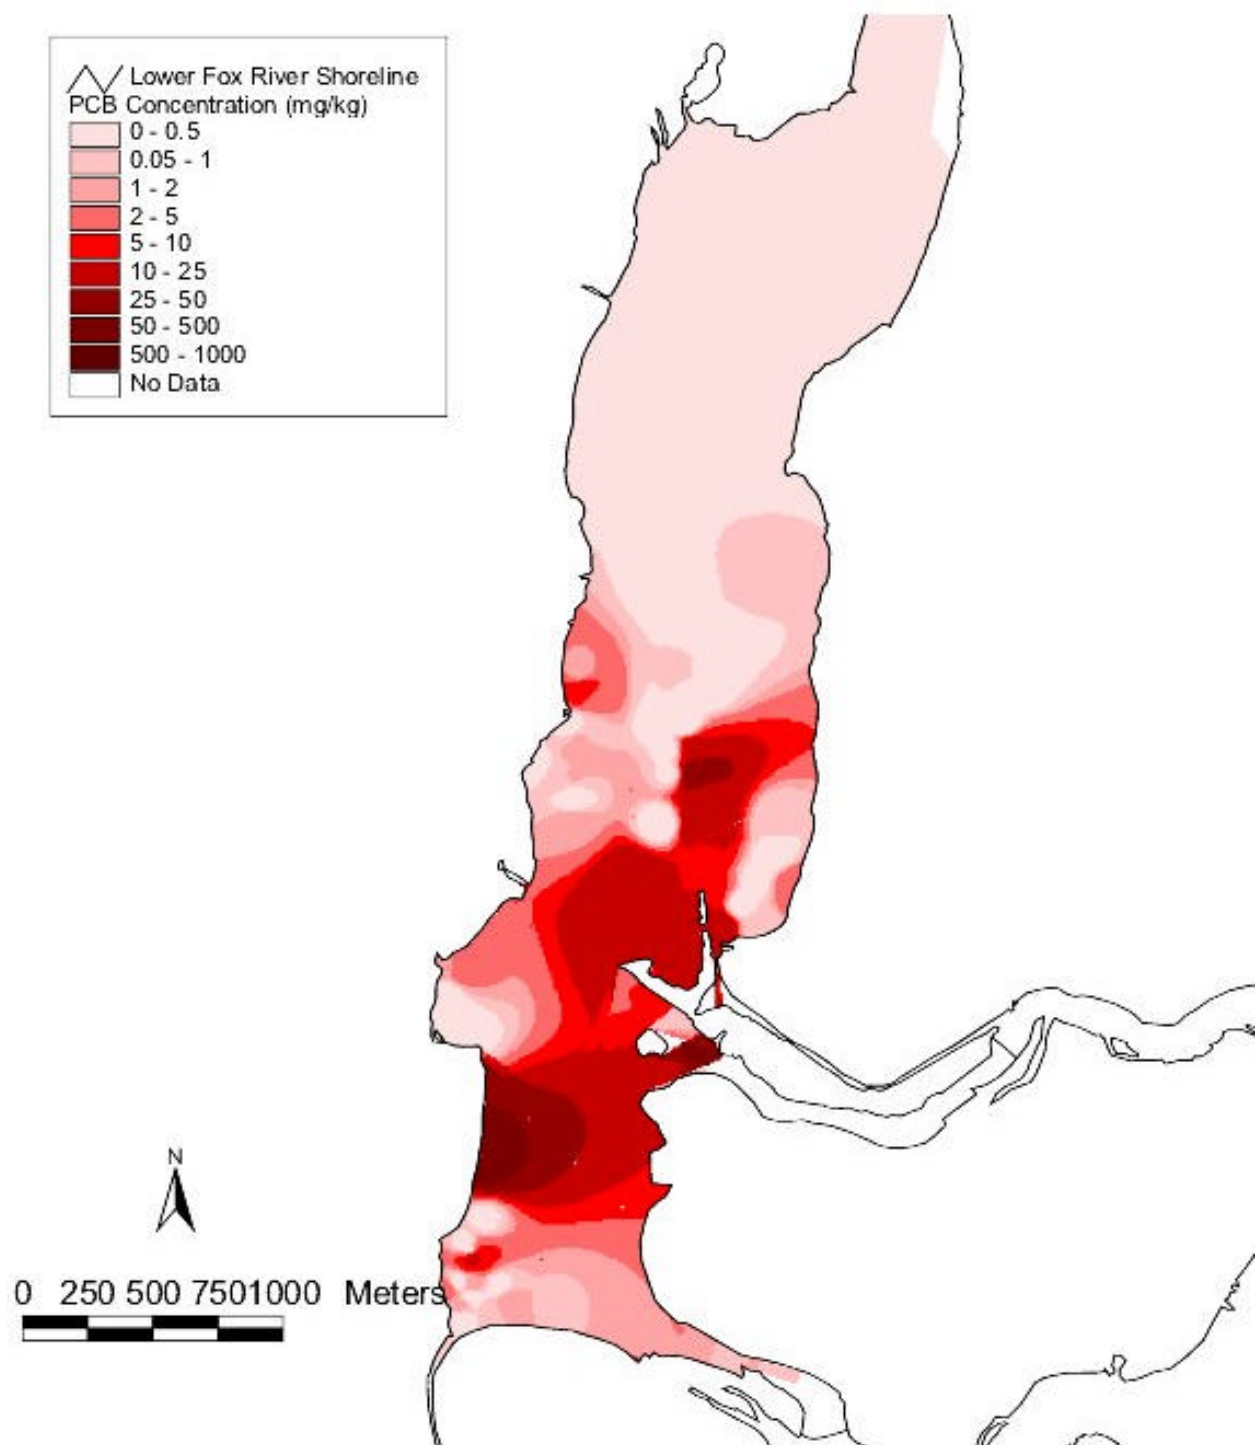 Lower Fox River Shoreline
PCB Concentration (mg/kg)
0 - 0.5
0.05 - 1
1 - 2
2 - 5
5 - 10
10 - 25
25 - 50
50 - 500
500 - 1000
No Data
N
0 250 500 7501000 Meters